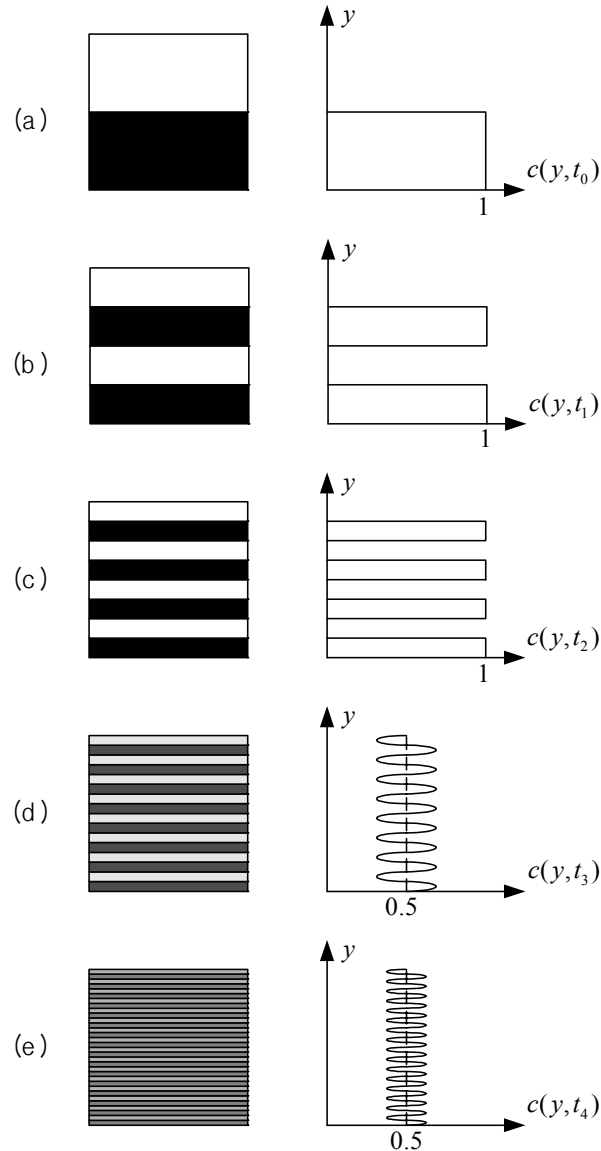 (a)
y
c(y,t₀)
1
(b)
y
c(y,t₁)
1
(c)
y
c(y,t₂)
1
(d)
y
c(y,t₃)
0.5
(e)
y
c(y,t₄)
0.5